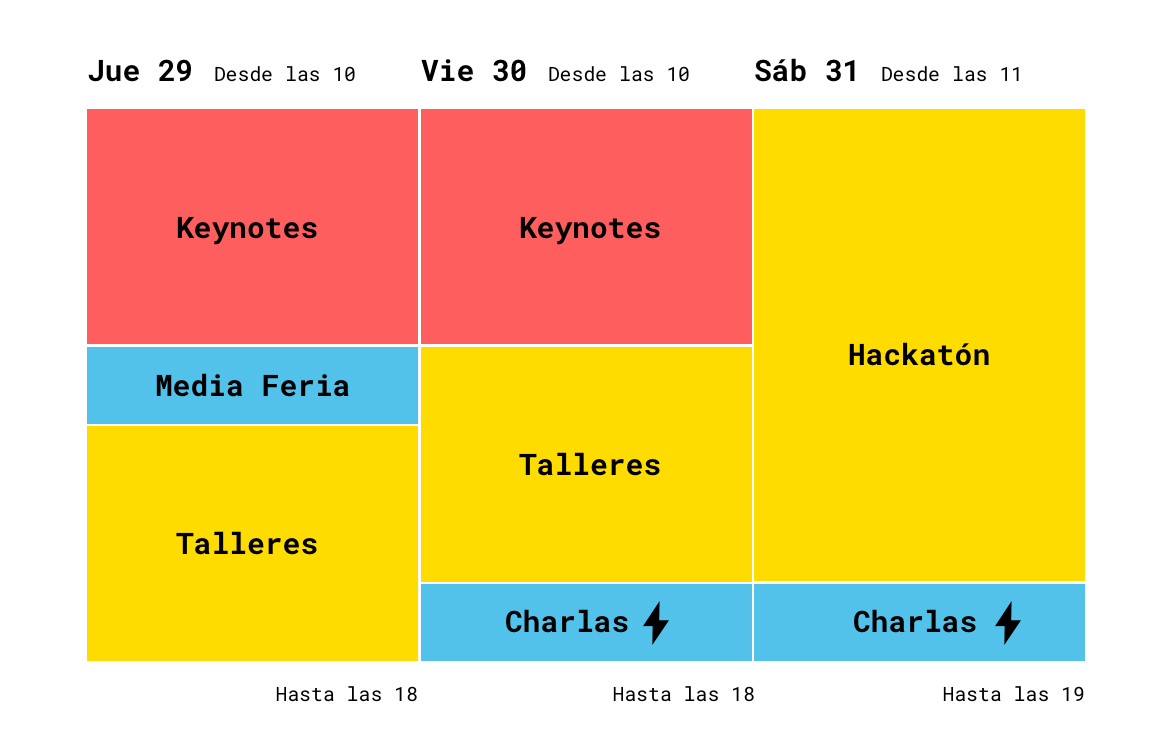 Jue 29 Desde las 10
Keynotes
Media Feria
Talleres
Hasta las 18
Vie 30 Desde las 10
Keynotes
Talleres
Charlas
Hasta las 18
Sáb 31 Desde las 11
Hackatón
Charlas
Hasta las 19